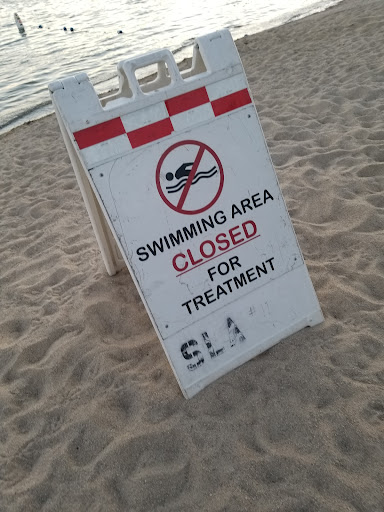 SWIMMING AREA
CLOSED
FOR
TREATMENT
SLA